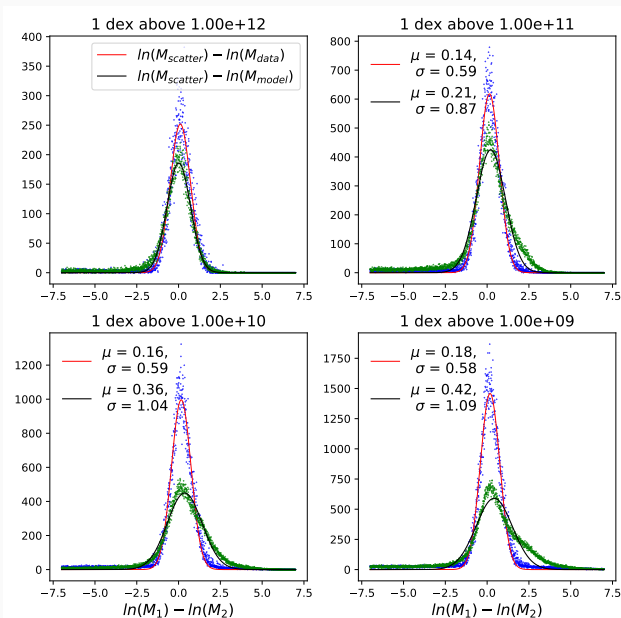 1 dex above 1.00e+12
400
350
300
250
200
150
100
50
0
−7.5 −5.0 −2.5 0.0 2.5 5.0 7.5
ln(M_scatter) − ln(M_data)
ln(M_scatter) − ln(M_model)
1 dex above 1.00e+11
800
700
600
500
400
300
200
100
0
−7.5 −5.0 −2.5 0.0 2.5 5.0 7.5
μ = 0.14,
σ = 0.59
μ = 0.21,
σ = 0.87
1 dex above 1.00e+10
1200
1000
800
600
400
200
0
−7.5 −5.0 −2.5 0.0 2.5 5.0 7.5
μ = 0.16,
σ = 0.59
μ = 0.36,
σ = 1.04
ln(M₁) − ln(M₂)
1 dex above 1.00e+09
1750
1500
1250
1000
750
500
250
0
−7.5 −5.0 −2.5 0.0 2.5 5.0 7.5
μ = 0.18,
σ = 0.58
μ = 0.42,
σ = 1.09
ln(M₁) − ln(M₂)